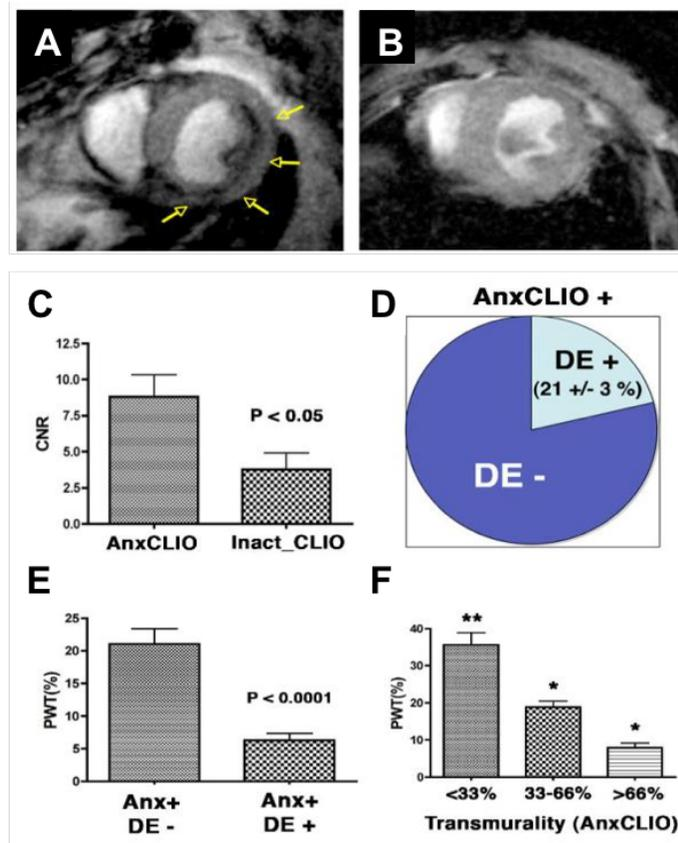 A
B
C
12.5
10.0
7.5
5.0
2.5
0.0
CNR
P < 0.05
AnxCLIO
Inact_CLIO
D
AnxCLIO +
DE +
(21 +/- 3 %)
DE -
E
25
20
15
10
5
0
PWT(%)
P < 0.0001
Anx+
DE -
Anx+
DE +
F
40
30
20
10
0
PWT(%)
**
*
*
<33%
33-66%
>66%
Transmurality (AnxCLIO)